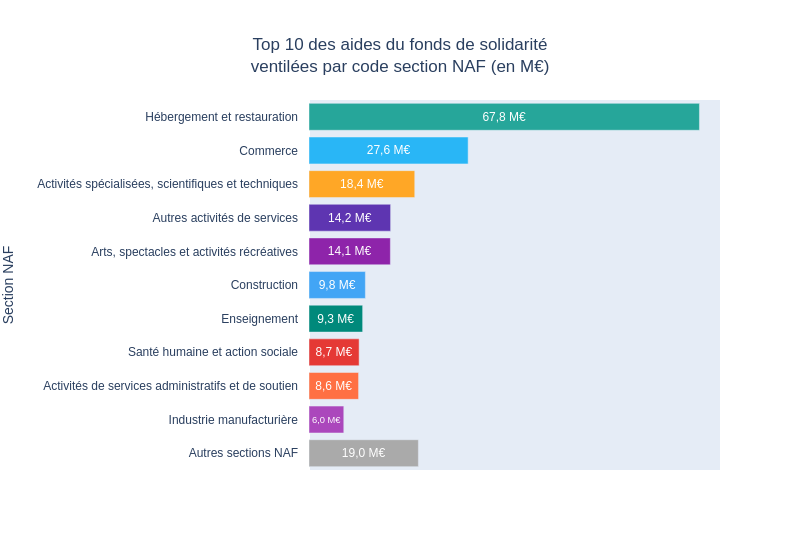 Top 10 des aides du fonds de solidarité
ventilées par code section NAF (en M€)
Section NAF
Hébergement et restauration 67,8 M€
Commerce 27,6 M€
Activités spécialisées, scientifiques et techniques 18,4 M€
Autres activités de services 14,2 M€
Arts, spectacles et activités récréatives 14,1 M€
Construction 9,8 M€
Enseignement 9,3 M€
Santé humaine et action sociale 8,7 M€
Activités de services administratifs et de soutien 8,6 M€
Industrie manufacturière 6,0 M€
Autres sections NAF 19,0 M€